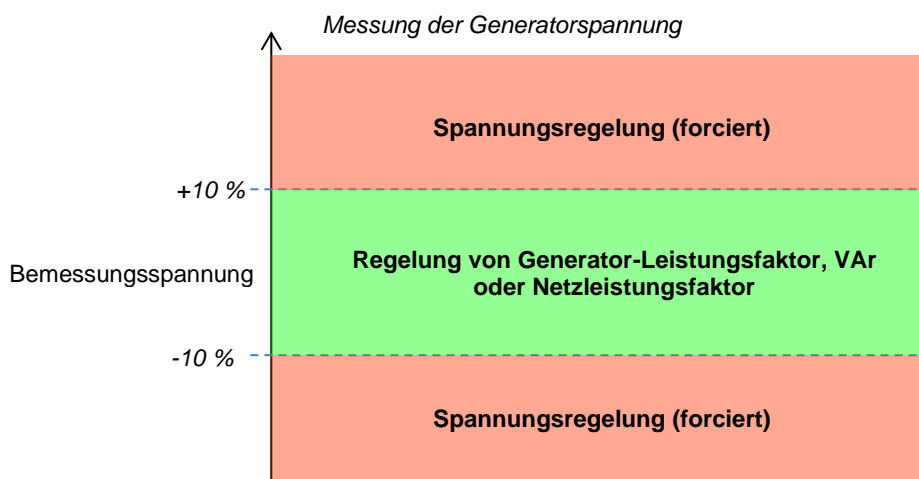 Messung der Generatorspannung
Spannungsregelung (forciert)
+10 %
Bemessungsspannung
Regelung von Generator-Leistungsfaktor, VAr
oder Netzleistungsfaktor
-10 %
Spannungsregelung (forciert)